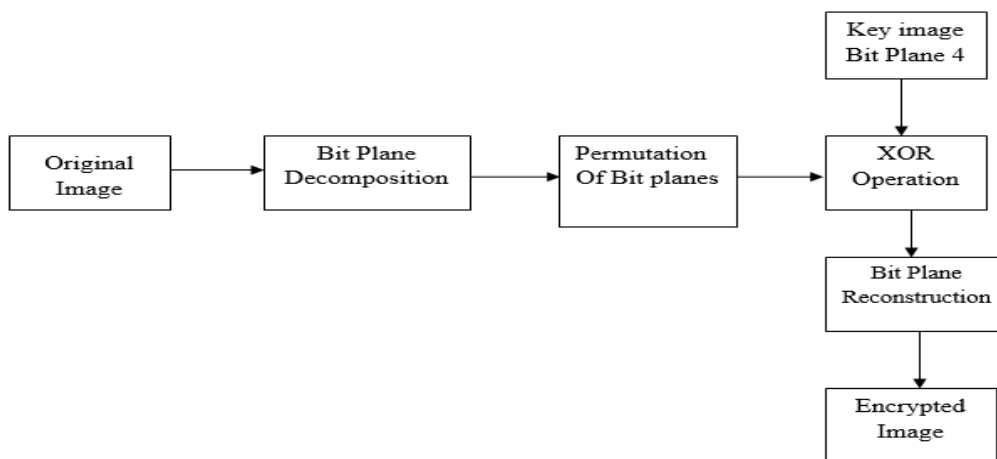 Key image
Bit Plane 4
Original
Image
Bit Plane
Decomposition
Permutation
Of Bit planes
XOR
Operation
Bit Plane
Reconstruction
Encrypted
Image